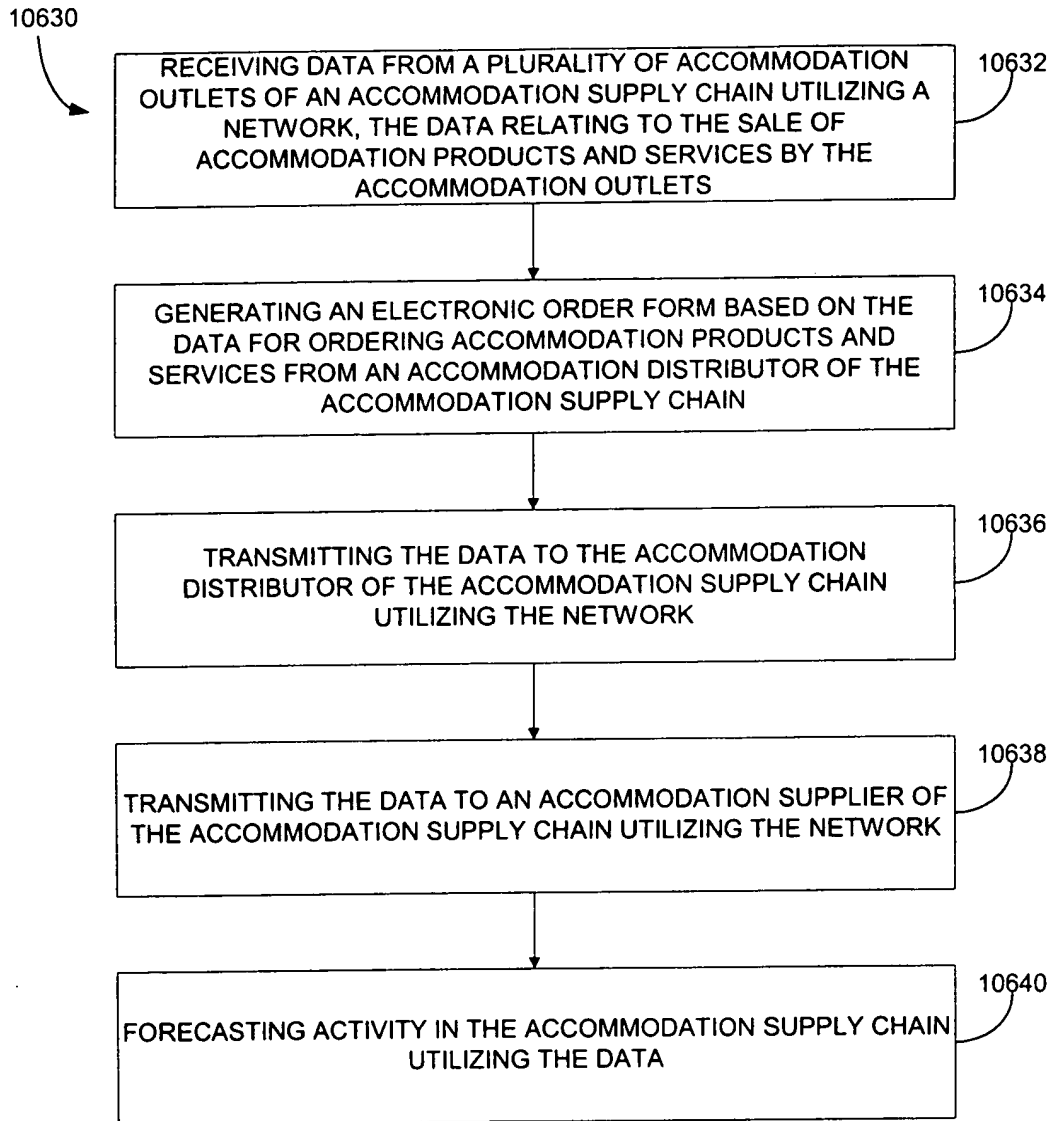 10630
RECEIVING DATA FROM A PLURALITY OF ACCOMMODATION
OUTLETS OF AN ACCOMMODATION SUPPLY CHAIN UTILIZING A
NETWORK, THE DATA RELATING TO THE SALE OF
ACCOMMODATION PRODUCTS AND SERVICES BY THE
ACCOMMODATION OUTLETS
10632
GENERATING AN ELECTRONIC ORDER FORM BASED ON THE
DATA FOR ORDERING ACCOMMODATION PRODUCTS AND
SERVICES FROM AN ACCOMMODATION DISTRIBUTOR OF THE
ACCOMMODATION SUPPLY CHAIN
10634
TRANSMITTING THE DATA TO THE ACCOMMODATION
DISTRIBUTOR OF THE ACCOMMODATION SUPPLY CHAIN
UTILIZING THE NETWORK
10636
TRANSMITTING THE DATA TO AN ACCOMMODATION SUPPLIER OF
THE ACCOMMODATION SUPPLY CHAIN UTILIZING THE NETWORK
10638
FORECASTING ACTIVITY IN THE ACCOMMODATION SUPPLY CHAIN
UTILIZING THE DATA
10640